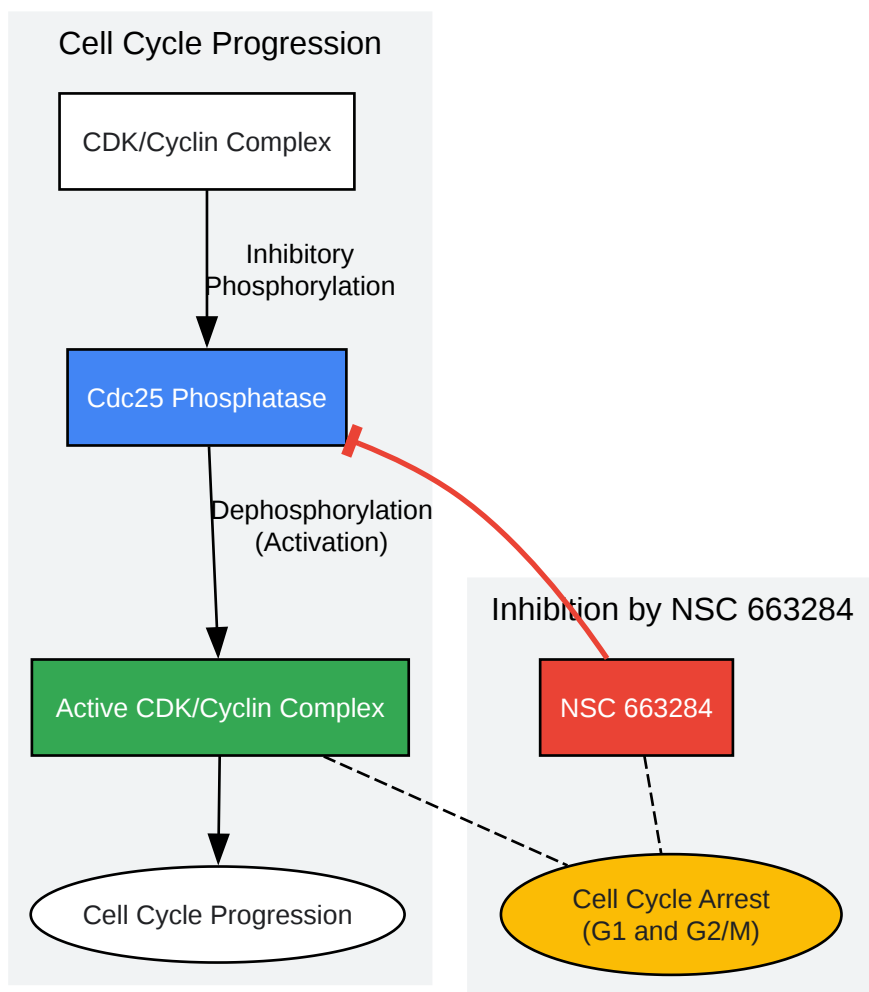 Cell Cycle Progression
CDK/Cyclin Complex
Inhibitory
Phosphorylation
Cdc25 Phosphatase
Dephosphorylation
(Activation)
Inhibition by NSC 663284
Active CDK/Cyclin Complex
NSC 663284
Cell Cycle Progression
Cell Cycle Arrest
(G1 and G2/M)